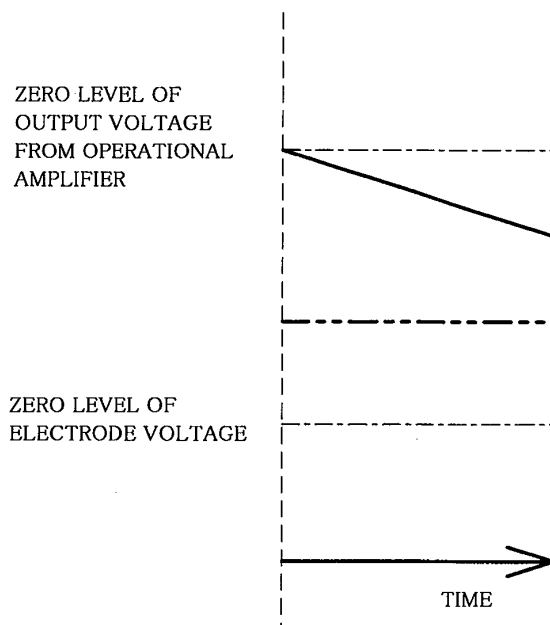 ZERO LEVEL OF
OUTPUT VOLTAGE
FROM OPERATIONAL
AMPLIFIER
ZERO LEVEL OF
ELECTRODE VOLTAGE
TIME